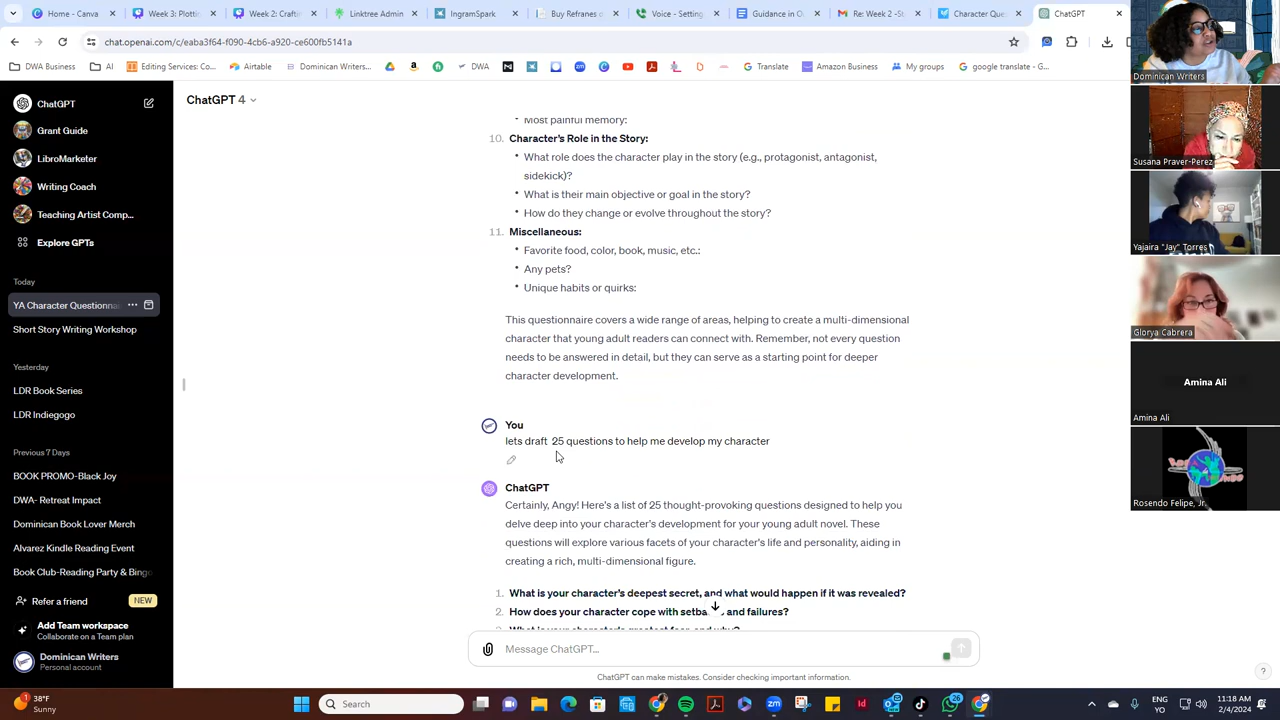 Home - Canva
Week 3: Plottin
Week 2: Craftin
Linktree Admin
InspirationSpac
Angy Refranes d
Voice - Setting
Guidance in C
Re: Week 2 -
Character Que
ChatGPT
chat.openai.com/c/eaba3f64-f090-4cb6-a920-ce600fb5141a
DWA Business
AI
Editing Services: Co...
Airtable
Dominican Writers...
DWA
Translate
Amazon Business
My groups
google translate - G...
ChatGPT
Grant Guide
LibroMarketer
Writing Coach
Teaching Artist Comp...
Explore GPTs
Today
YA Character Questionnai
Short Story Writing Workshop
Yesterday
LDR Book Series
LDR Indiegogo
Previous 7 Days
BOOK PROMO-Black Joy
DWA- Retreat Impact
Dominican Book Lover Merch
Alvarez Kindle Reading Event
Book Club-Reading Party & Bingo
Refer a friend
NEW
Add Team workspace
Collaborate on a Team plan
Dominican Writers
Personal account
ChatGPT 4
Most painful memory:
10. Character's Role in the Story:
• What role does the character play in the story (e.g., protagonist, antagonist,
sidekick)?
• What is their main objective or goal in the story?
• How do they change or evolve throughout the story?
11. Miscellaneous:
• Favorite food, color, book, music, etc.:
• Any pets?
• Unique habits or quirks:
This questionnaire covers a wide range of areas, helping to create a multi-dimensional
character that young adult readers can connect with. Remember, not every question
needs to be answered in detail, but they can serve as a starting point for deeper
character development.
You
lets draft 25 questions to help me develop my character
ChatGPT
Certainly, Angy! Here's a list of 25 thought-provoking questions designed to help you
delve deep into your character's development for your young adult novel. These
questions will explore various facets of your character's life and personality, aiding in
creating a rich, multi-dimensional figure.
1. What is your character's deepest secret, and what would happen if it was revealed?
2. How does your character cope with setba and failures?
What is your character's greatest fear, and why?
Message ChatGPT...
ChatGPT can make mistakes. Consider checking important information.
?
Dominican Writers
Susana Praver-Perez
Yajaira "Jay" Torres
Glorya Cabrera
Amina Ali
Amina Ali
Rosendo Felipe, Jr.
38°F
Sunny
Search
26
ENG
YO
11:18 AM
2/4/2024